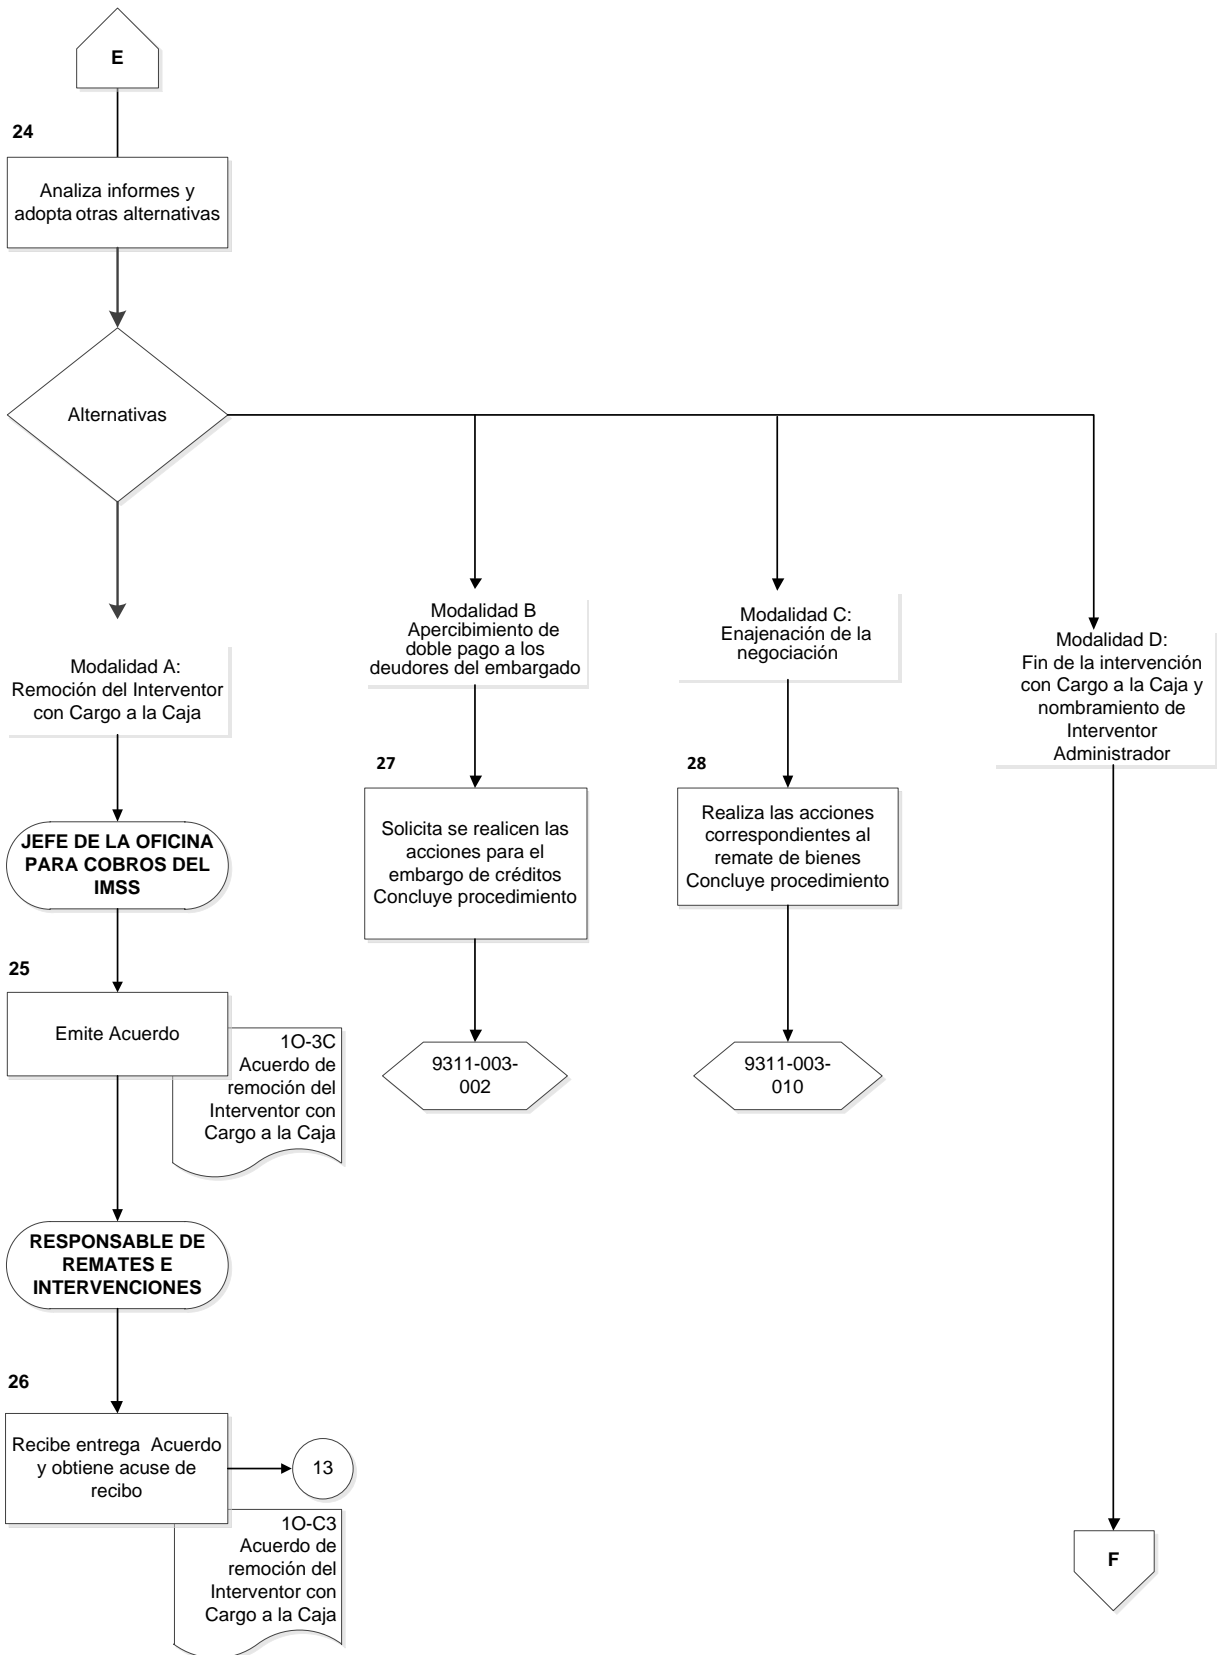 E
24
Analiza informes y
adopta otras alternativas
Alternativas
Modalidad A:
Remoción del Interventor
con Cargo a la Caja
JEFE DE LA OFICINA
PARA COBROS DEL
IMSS
25
Emite Acuerdo
1O-3C
Acuerdo de
remoción del
Interventor con
Cargo a la Caja
RESPONSABLE DE
REMATES E
INTERVENCIONES
26
Recibe entrega Acuerdo
y obtiene acuse de
recibo
13
1O-C3
Acuerdo de
remoción del
Interventor con
Cargo a la Caja
Modalidad B
Apercibimiento de
doble pago a los
deudores del embargado
27
Solicita se realicen las
acciones para el
embargo de créditos
Concluye procedimiento
9311-003-
002
Modalidad C:
Enajenación de la
negociación
28
Realiza las acciones
correspondientes al
remate de bienes
Concluye procedimiento
9311-003-
010
Modalidad D:
Fin de la intervención
con Cargo a la Caja y
nombramiento de
Interventor
Administrador
F